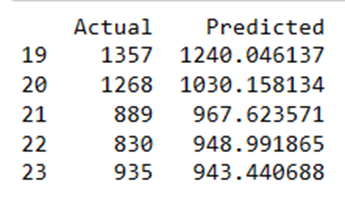 Actual Predicted
19 1357 1240.046137
20 1268 1030.158134
21 889 967.623571
22 830 948.991865
23 935 943.440688